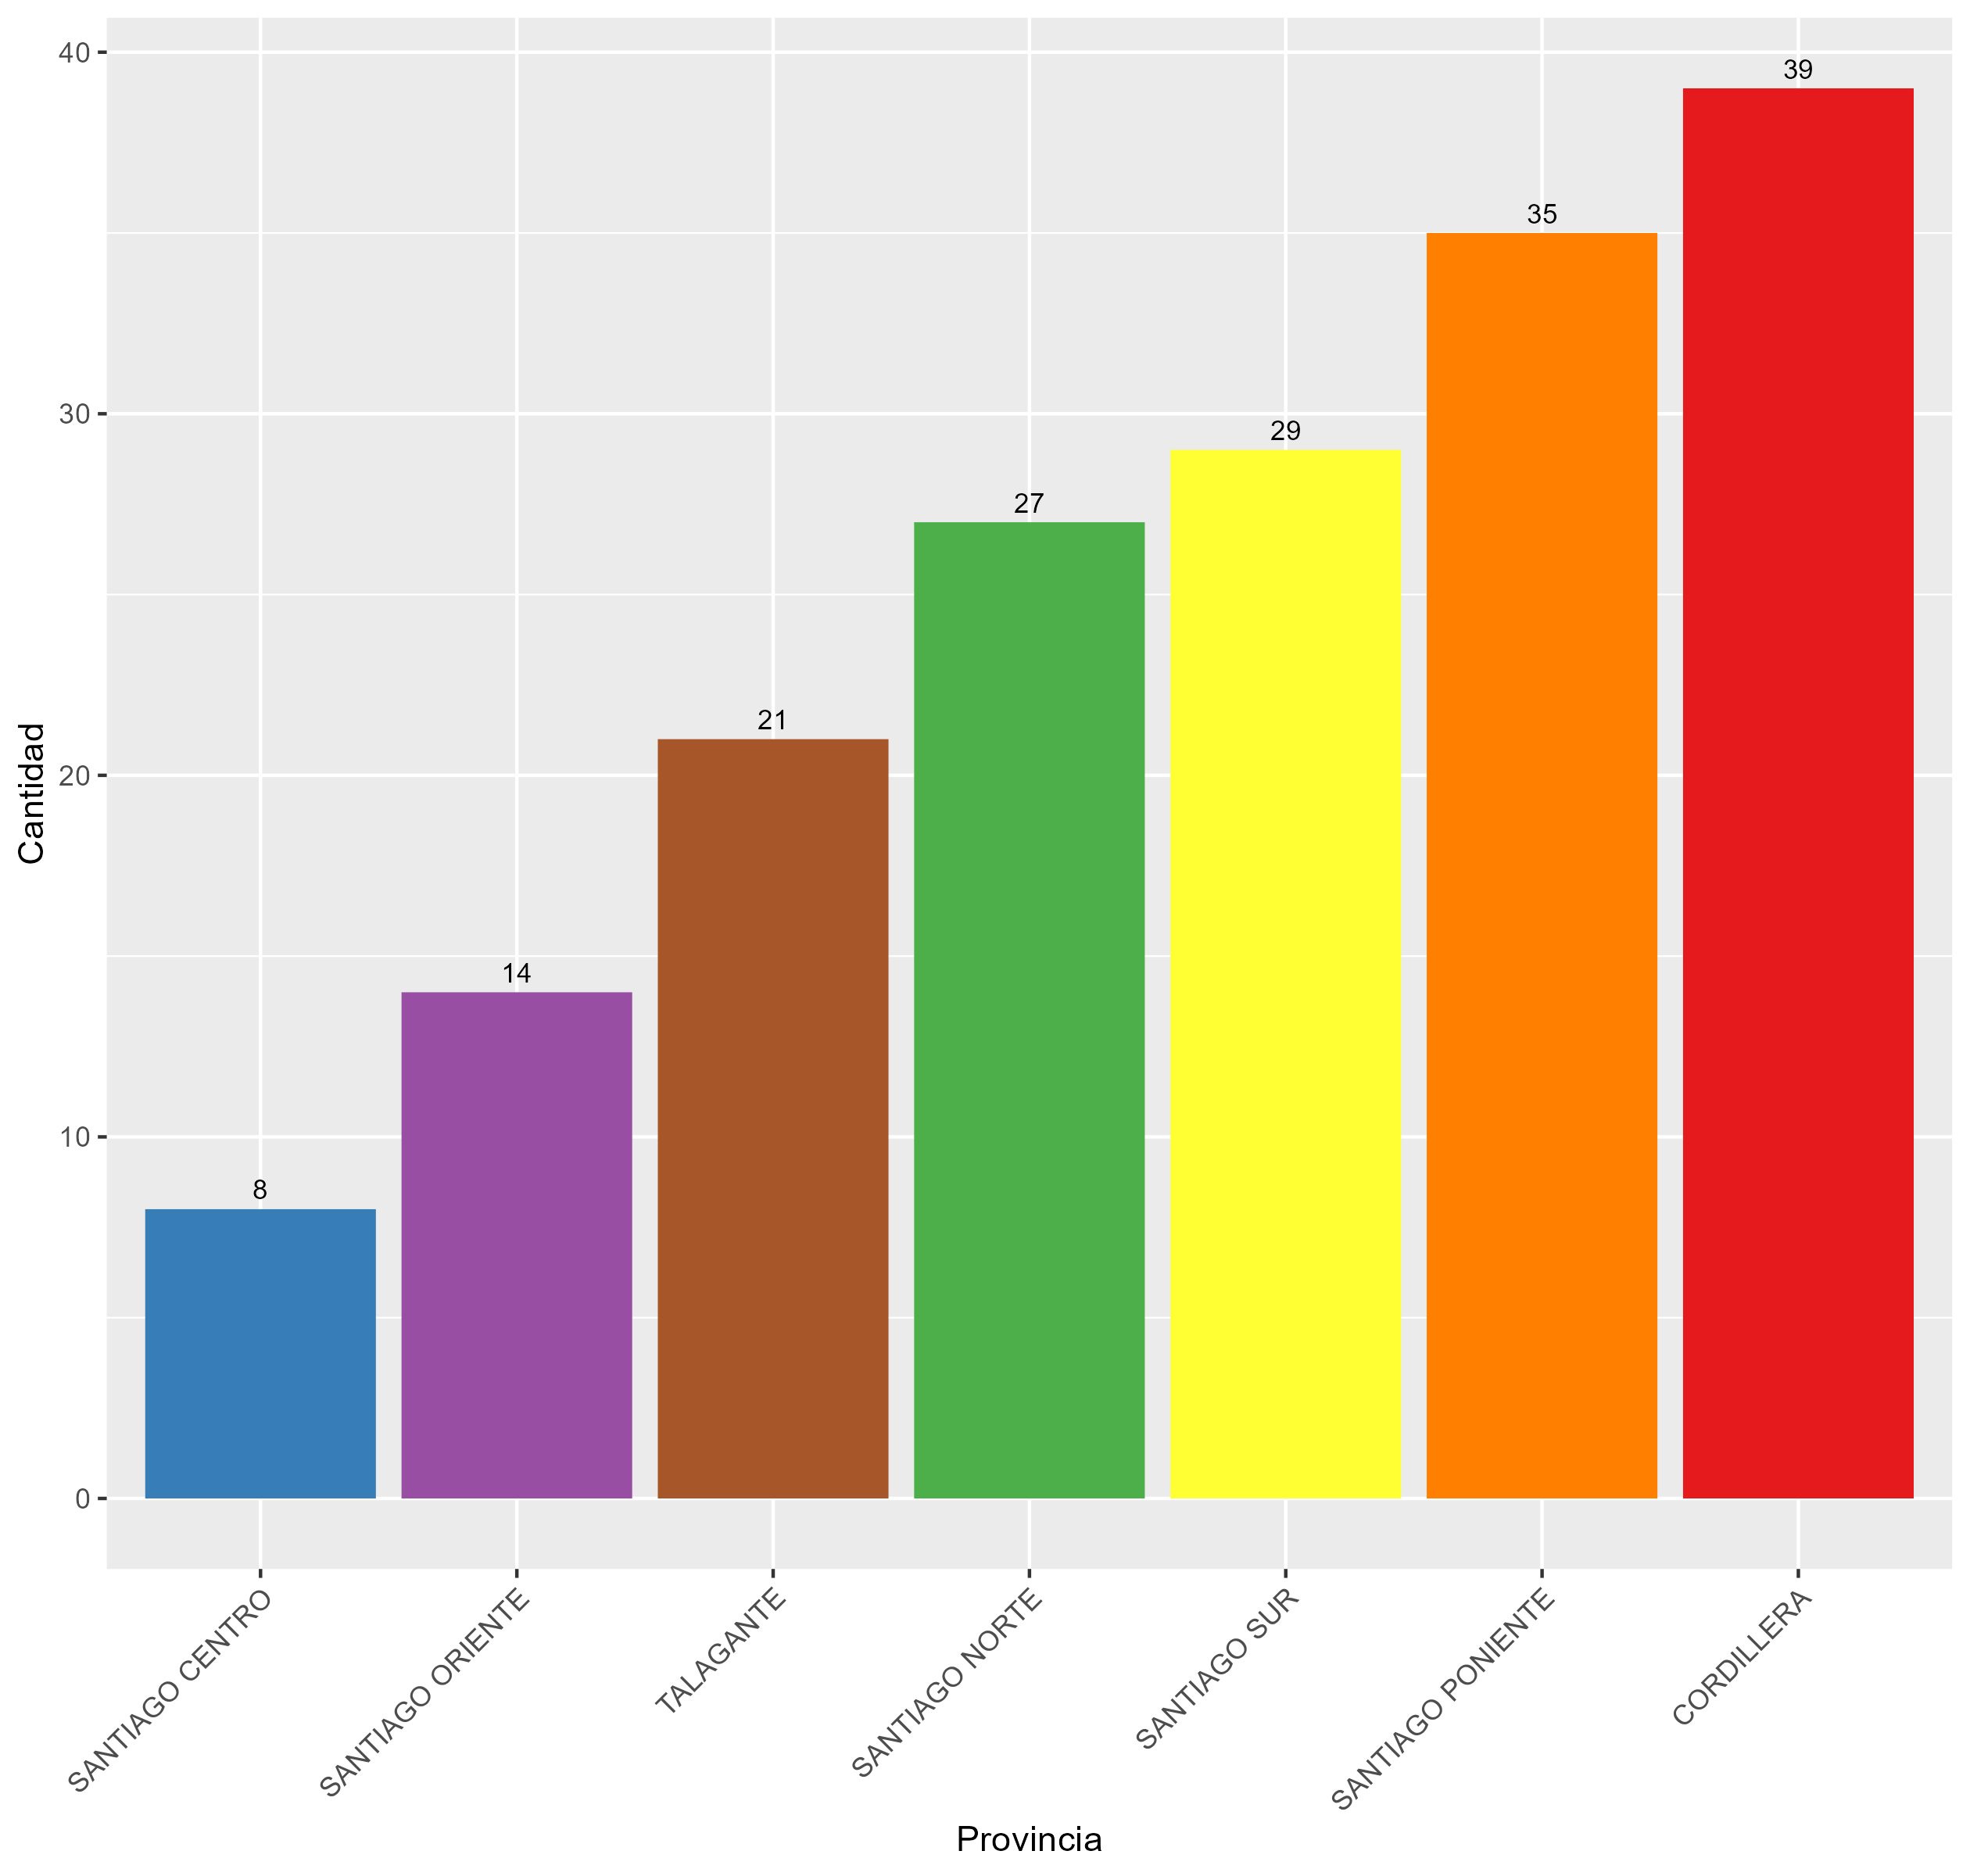 40
39
35
30
29
27
21
20
14
10
8
0
Cantidad
SANTIAGO CENTRO
SANTIAGO ORIENTE
TALAGANTE
SANTIAGO NORTE
SANTIAGO SUR
SANTIAGO PONIENTE
CORDILLERA
Provincia